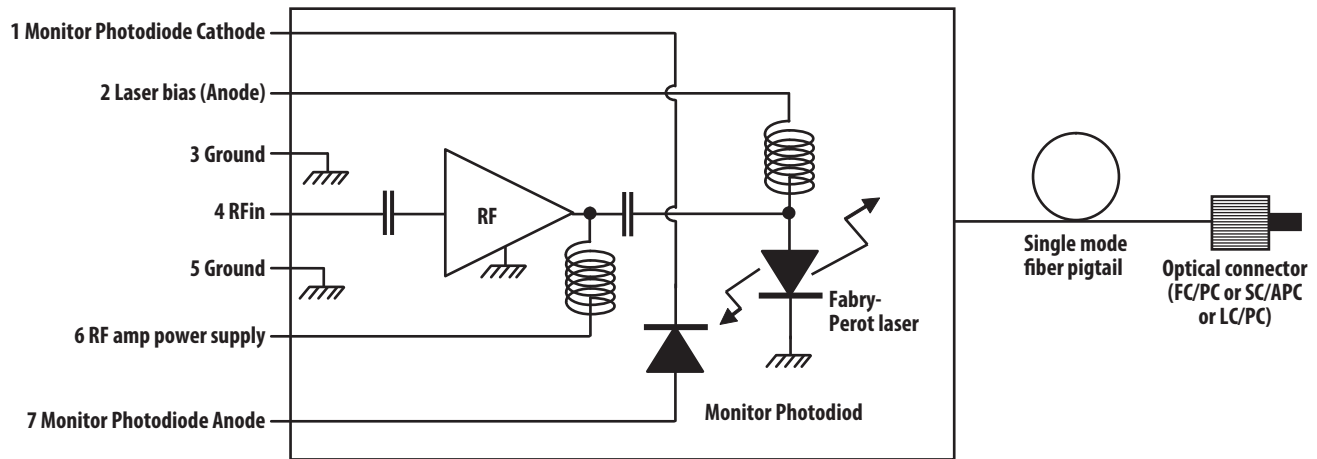 1 Monitor Photodiode Cathode
2 Laser bias (Anode)
3 Ground
4 RFin
5 Ground
6 RF amp power supply
7 Monitor Photodiode Anode
RF
Fabry-
Perot laser
Monitor Photodiod
Single mode
fiber pigtail
Optical connector
(FC/PC or SC/APC
or LC/PC)